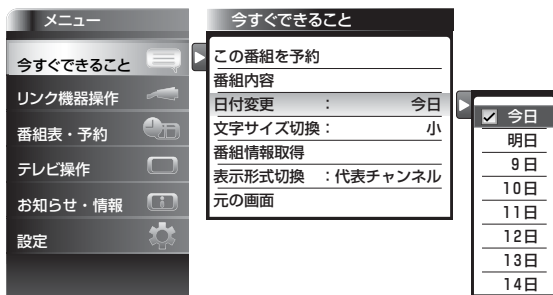 メニュー
今すぐできること
リンク機器操作
番組表・予約
テレビ操作
お知らせ・情報
設定
今すぐできること
この番組を予約
番組内容
日付変更 : 今日
文字サイズ切換 : 小
番組情報取得
表示形式切換 : 代表チャンネル
元の画面
今日
明日
9日
10日
11日
12日
13日
14日